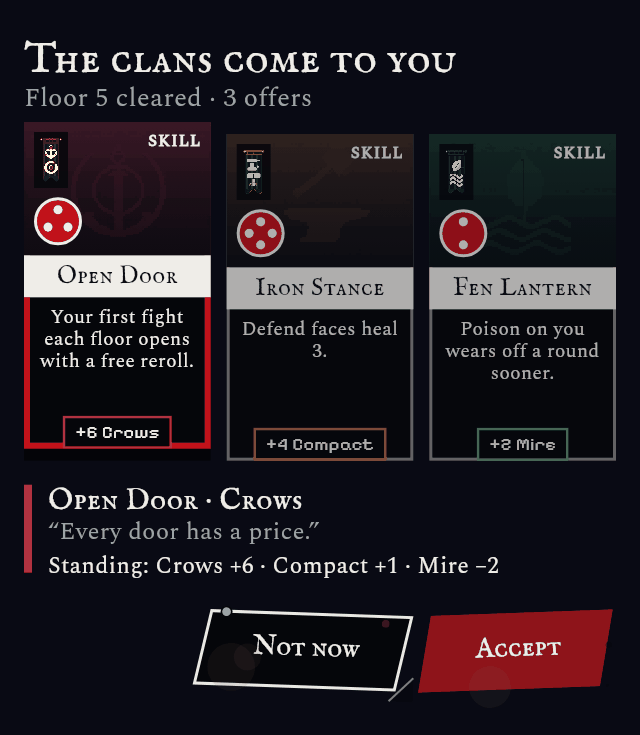 The clans come to you
Floor 5 cleared · 3 offers
SKILL
Open Door
Your first fight
each floor opens
with a free reroll.
+6 Crows
SKILL
Iron Stance
Defend faces heal
3.
+4 Compact
SKILL
Fen Lantern
Poison on you
wears off a round
sooner.
+2 Mire
Open Door · Crows
“Every door has a price.”
Standing: Crows +6 · Compact +1 · Mire −2
Not now
Accept